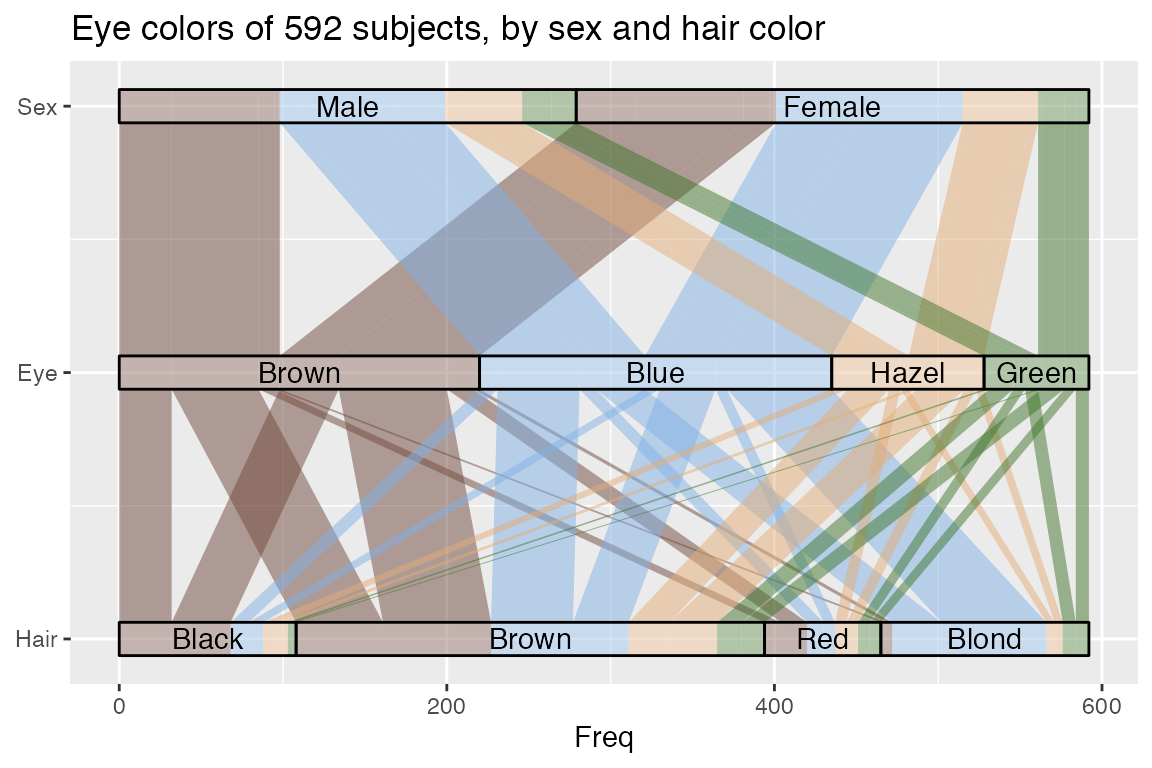 Eye colors of 592 subjects, by sex and hair color
Sex
Male
Female
Eye
Brown
Blue
Hazel
Green
Hair
Black
Brown
Red
Blond
0
200
400
600
Freq